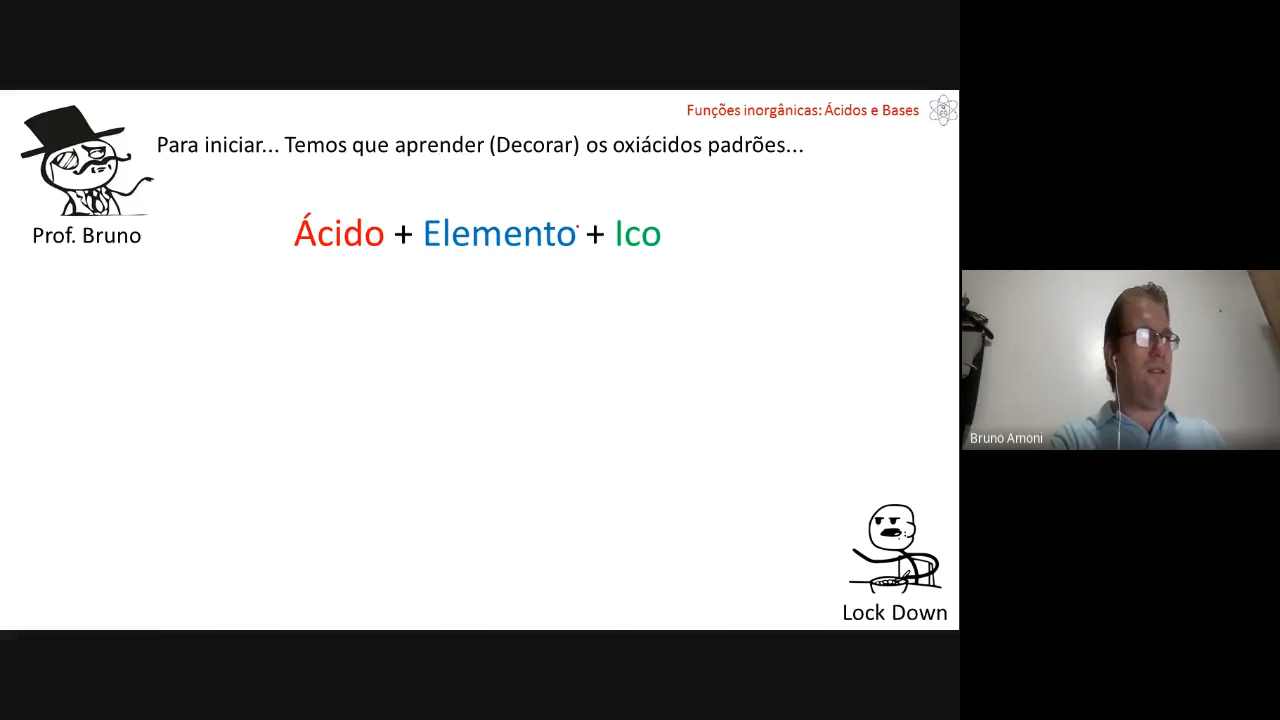 Funções inorgânicas: Ácidos e Bases
Para iniciar... Temos que aprender (Decorar) os oxiácidos padrões...
Prof. Bruno
Ácido + Elemento + Ico
Bruno Amoni
Lock Down